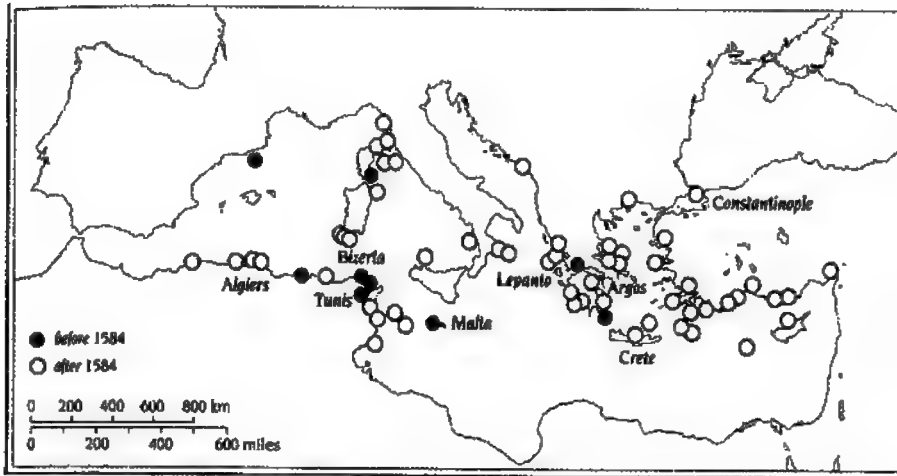 Constantinople
Bizerta
Algiers
Lepanto
Argos
Tunis
Malta
before 1584
Crete
after 1584
0 200 400 600 800 km
0 200 400 600 miles